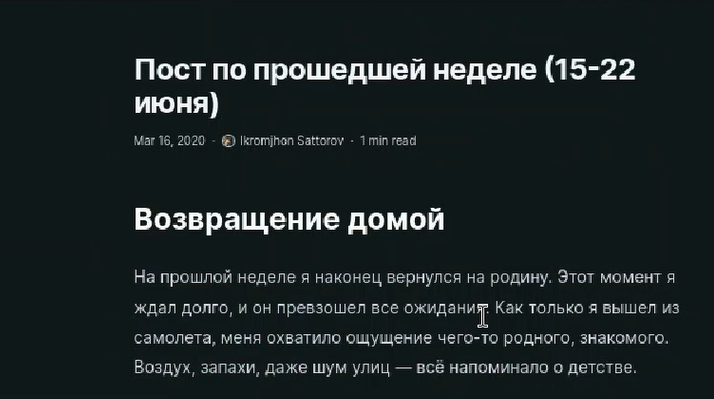 Пост по прошедшей неделе (15-22
июня)
Mar 16, 2020 · Ikromjhon Sattorov · 1 min read
Возвращение домой
На прошлой неделе я наконец вернулся на родину. Этот момент я
ждал долго, и он превзошел все ожидания. Как только я вышел из
самолета, меня охватило ощущение чего-то родного, знакомого.
Воздух, запахи, даже шум улиц — всё напоминало о детстве.